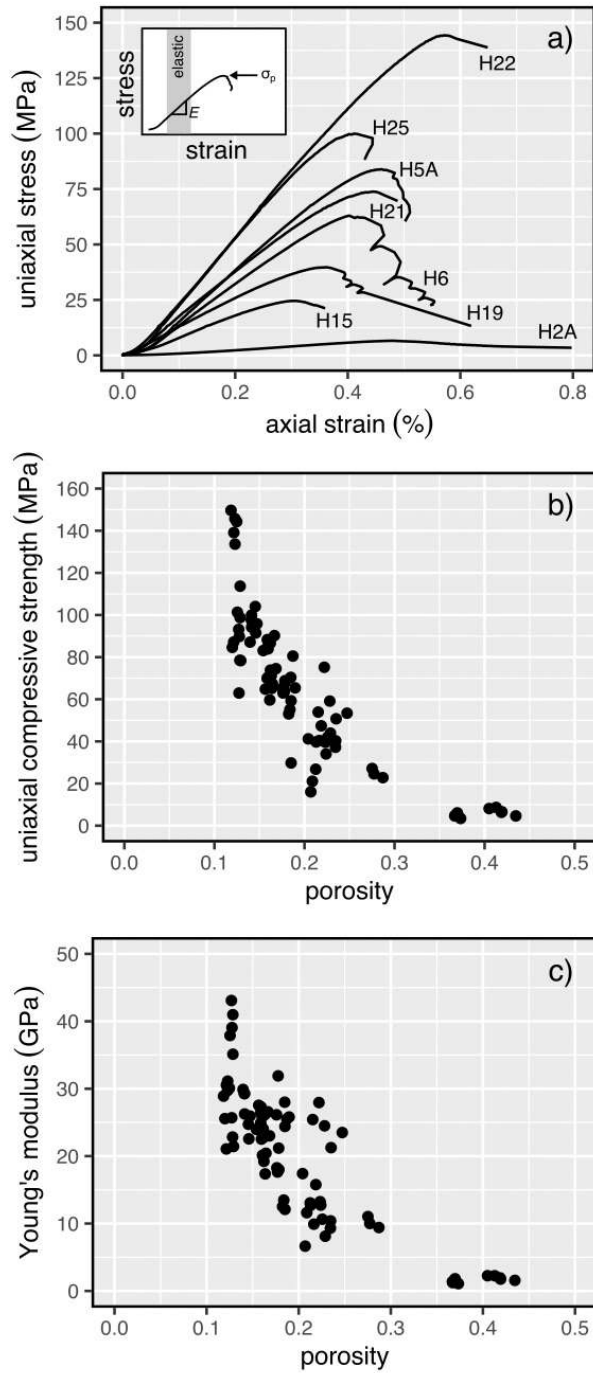 a)
uniaxial stress (MPa)
150
125
100
75
50
25
0
stress
elastic
σp
E
strain
H22
H25
H5A
H21
H6
H19
H15
H2A
0.0 0.2 0.4 0.6 0.8
axial strain (%)
b)
uniaxial compressive strength (MPa)
160
140
120
100
80
60
40
20
0
0.0 0.1 0.2 0.3 0.4 0.5
porosity
c)
Young's modulus (GPa)
50
40
30
20
10
0
0.0 0.1 0.2 0.3 0.4 0.5
porosity